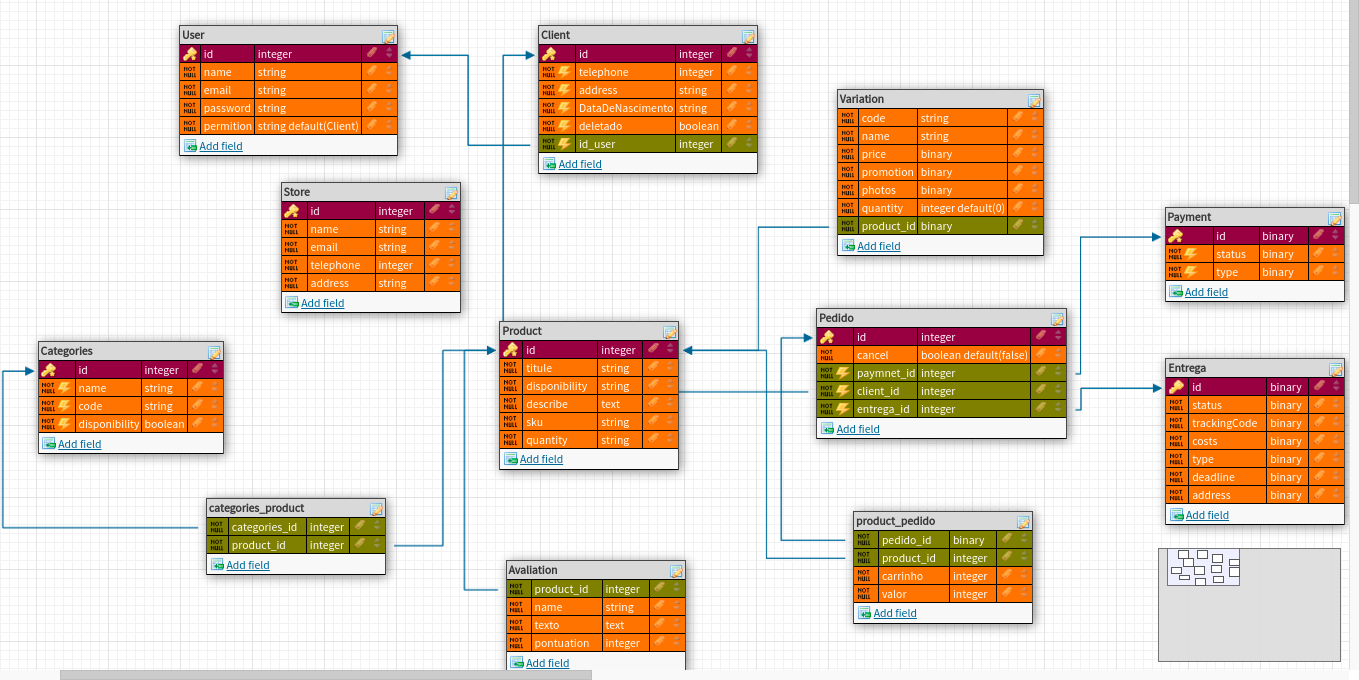 User
id integer
NOT NULL name string
NOT NULL email string
NOT NULL password string
NOT NULL permition string default(Client)
Add field
Client
id integer
NOT NULL telephone integer
NOT NULL address string
NOT NULL DataDeNascimento string
NOT NULL deletado boolean
NOT NULL id_user integer
Add field
Variation
NOT NULL code string
NOT NULL name string
NOT NULL price binary
NOT NULL promotion binary
NOT NULL photos binary
NOT NULL quantity integer default(0)
NOT NULL product_id binary
Add field
Store
id integer
NOT NULL name string
NOT NULL email string
NOT NULL telephone integer
NOT NULL address string
Add field
Payment
id binary
NOT NULL status binary
NOT NULL type binary
Add field
Categories
id integer
NOT NULL name string
NOT NULL code string
NOT NULL disponibility boolean
Add field
Product
id integer
NOT NULL titule string
NOT NULL disponibility string
NOT NULL describe text
NOT NULL sku string
NOT NULL quantity string
Add field
Pedido
id integer
NOT NULL cancel boolean default(false)
NOT NULL paymnet_id integer
NOT NULL client_id integer
NOT NULL entrega_id integer
Add field
Entrega
id binary
NOT NULL status binary
NOT NULL trackingCode binary
NOT NULL costs binary
NOT NULL type binary
NOT NULL deadline binary
NOT NULL address binary
Add field
categories_product
NOT NULL categories_id integer
NOT NULL product_id integer
Add field
Avaliation
NOT NULL product_id integer
NOT NULL name string
NOT NULL texto text
NOT NULL pontuation integer
Add field
product_pedido
NOT NULL pedido_id binary
NOT NULL product_id integer
NOT NULL carrinho integer
NOT NULL valor integer
Add field